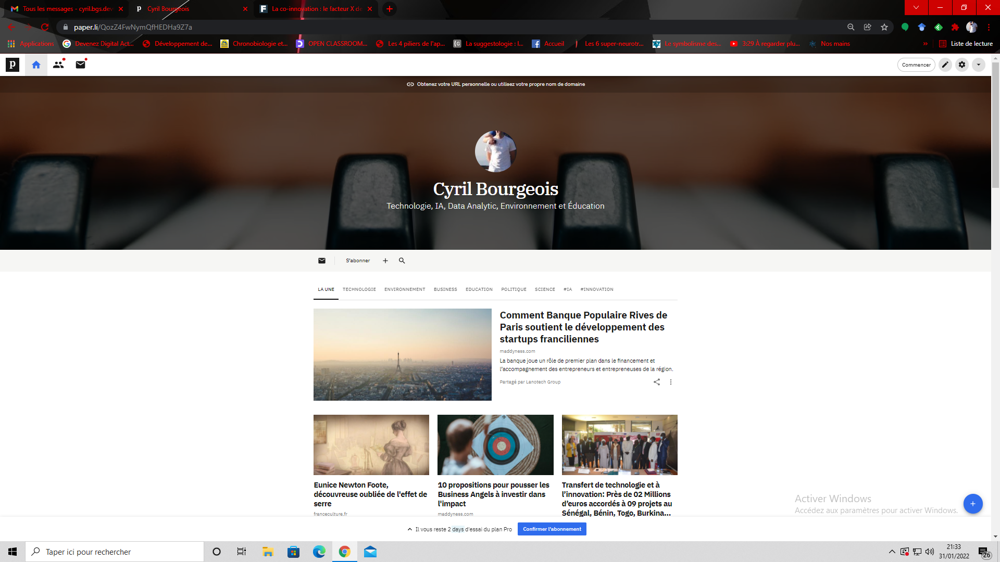 Tous les messages - cyril.bgs.dev
Cyril Bourgeois
La co-innovation : le facteur X de
paper.li/QozZ4FwNymQfHEDHa9Z7a
Applications
Devenez Digital Act...
Développement de...
Chronobiologie et...
OPEN CLASSROOM...
Les 4 piliers de l'ap...
La suggestologie : l...
Accueil
Les 6 super-neurotr...
Le symbolisme des...
3:29 À regarder plu...
Nos mains
»
Liste de lecture
p
Commencer
Obtenez votre URL personnelle ou utilisez votre propre nom de domaine
Cyril Bourgeois
Technologie, IA, Data Analytic, Environnement et Éducation
S'abonner
LA UNE TECHNOLOGIE ENVIRONNEMENT BUSINESS EDUCATION POLITIQUE SCIENCE #IA #INNOVATION
Comment Banque Populaire Rives de
Paris soutient le développement des
startups franciliennes
maddyness.com
La banque joue un rôle de premier plan dans le financement et
l'accompagnement des entrepreneurs et entrepreneuses de la région.
Partagé par Lanotech Group
Eunice Newton Foote,
découvreuse oubliée de l'effet de
serre
franceculture.fr
10 propositions pour pousser les
Business Angels à investir dans
l'impact
maddyness.com
Transfert de technologie et à
l’innovation: Près de 02 Millions
d’euros accordés à 09 projets au
Sénégal, Bénin, Togo, Burkina...
Activer Windows
Accédez aux paramètres pour activer Windows.
Il vous reste 2 days d'essai du plan Pro
Confirmer l'abonnement
Taper ici pour rechercher
21:33
31/01/2022
26